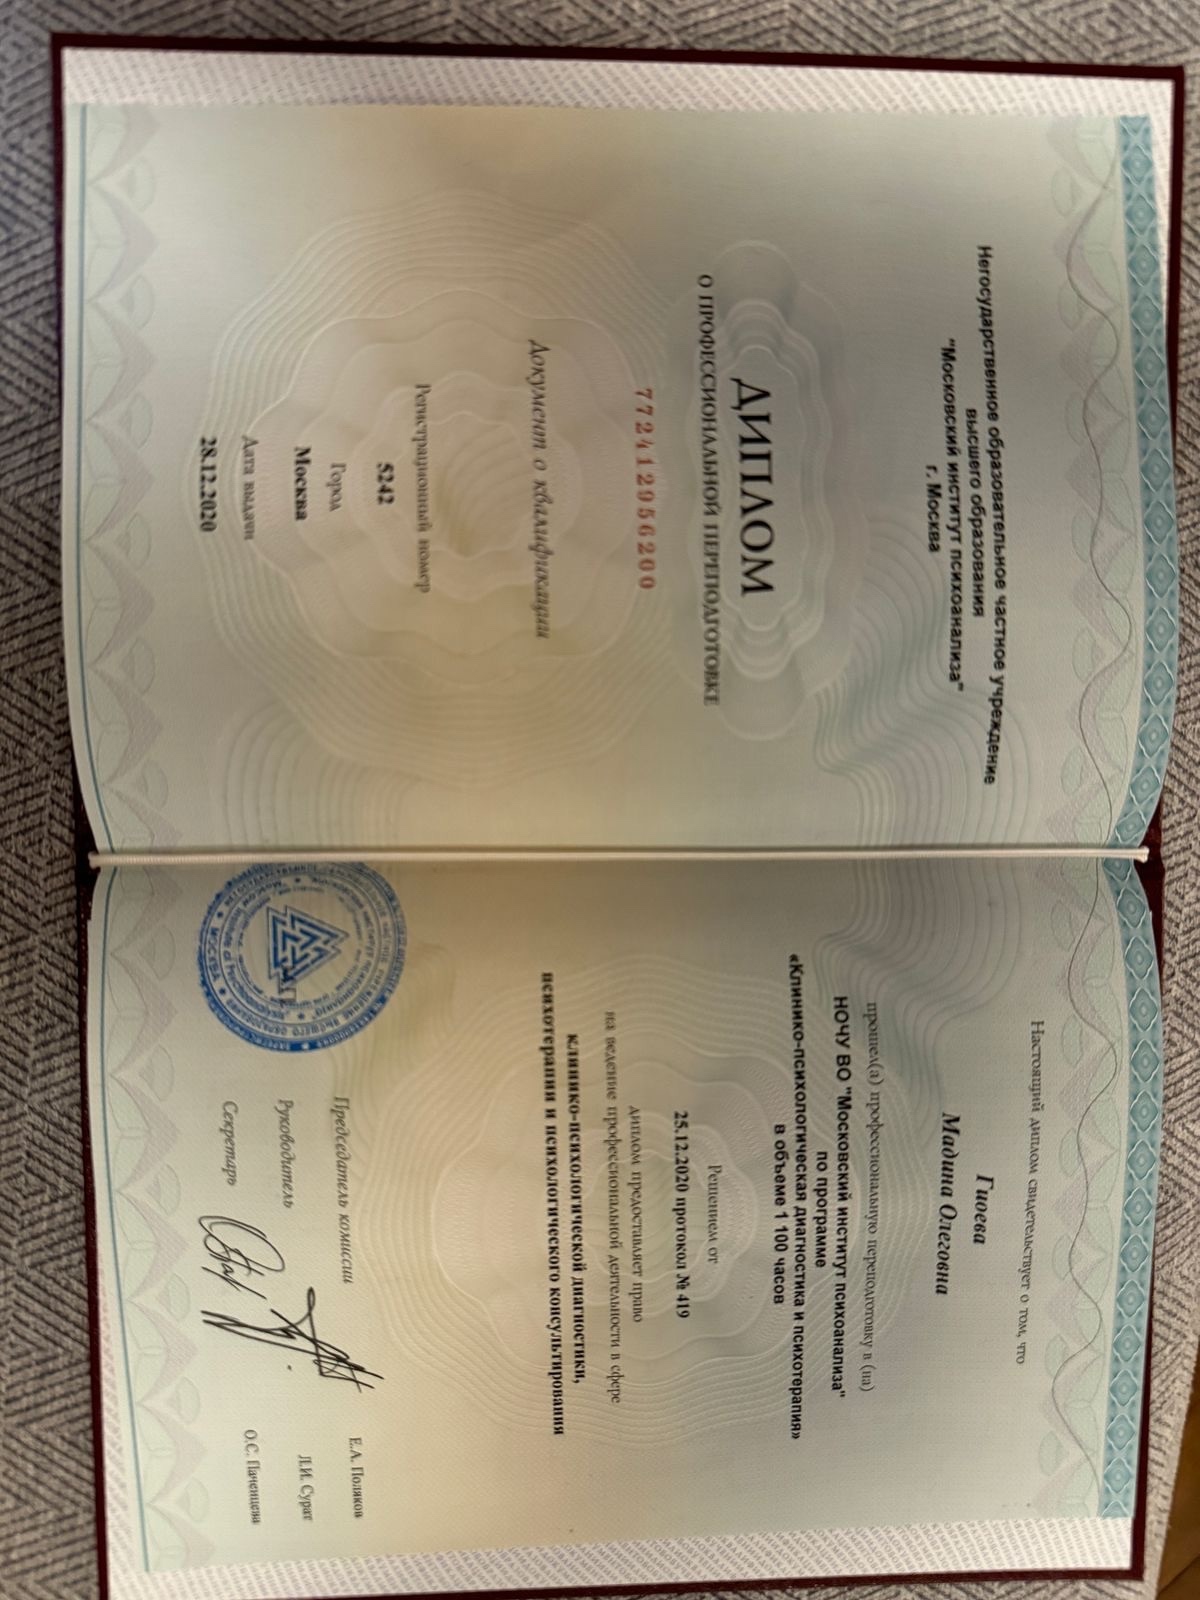 Негосударственное образовательное частное учреждение
высшего образования
"Московский институт психоанализа"
г. Москва
ДИПЛОМ
О ПРОФЕССИОНАЛЬНОЙ ПЕРЕПОДГОТОВКЕ
772412956200
Документ о квалификации
Регистрационный номер
5242
Город
Москва
Дата выдачи
28.12.2020
Настоящий диплом свидетельствует о том, что
Гиоева
Мадина Олеговна
прошел(а) профессиональную переподготовку в (на)
НОЧУ ВО "Московский институт психоанализа"
по программе
«Клинико-психологическая диагностика и психотерапия»
в объеме 1 100 часов
Решением от
25.12.2020 протокол № 419
диплом предоставляет право
на ведение профессиональной деятельности в сфере
клинико-психологической диагностики,
психотерапии и психологического консультирования
Председатель комиссии
Е.А. Поляков
Руководитель
Л.И. Сурат
Секретарь
О.С. Паченцева
МОСКВА